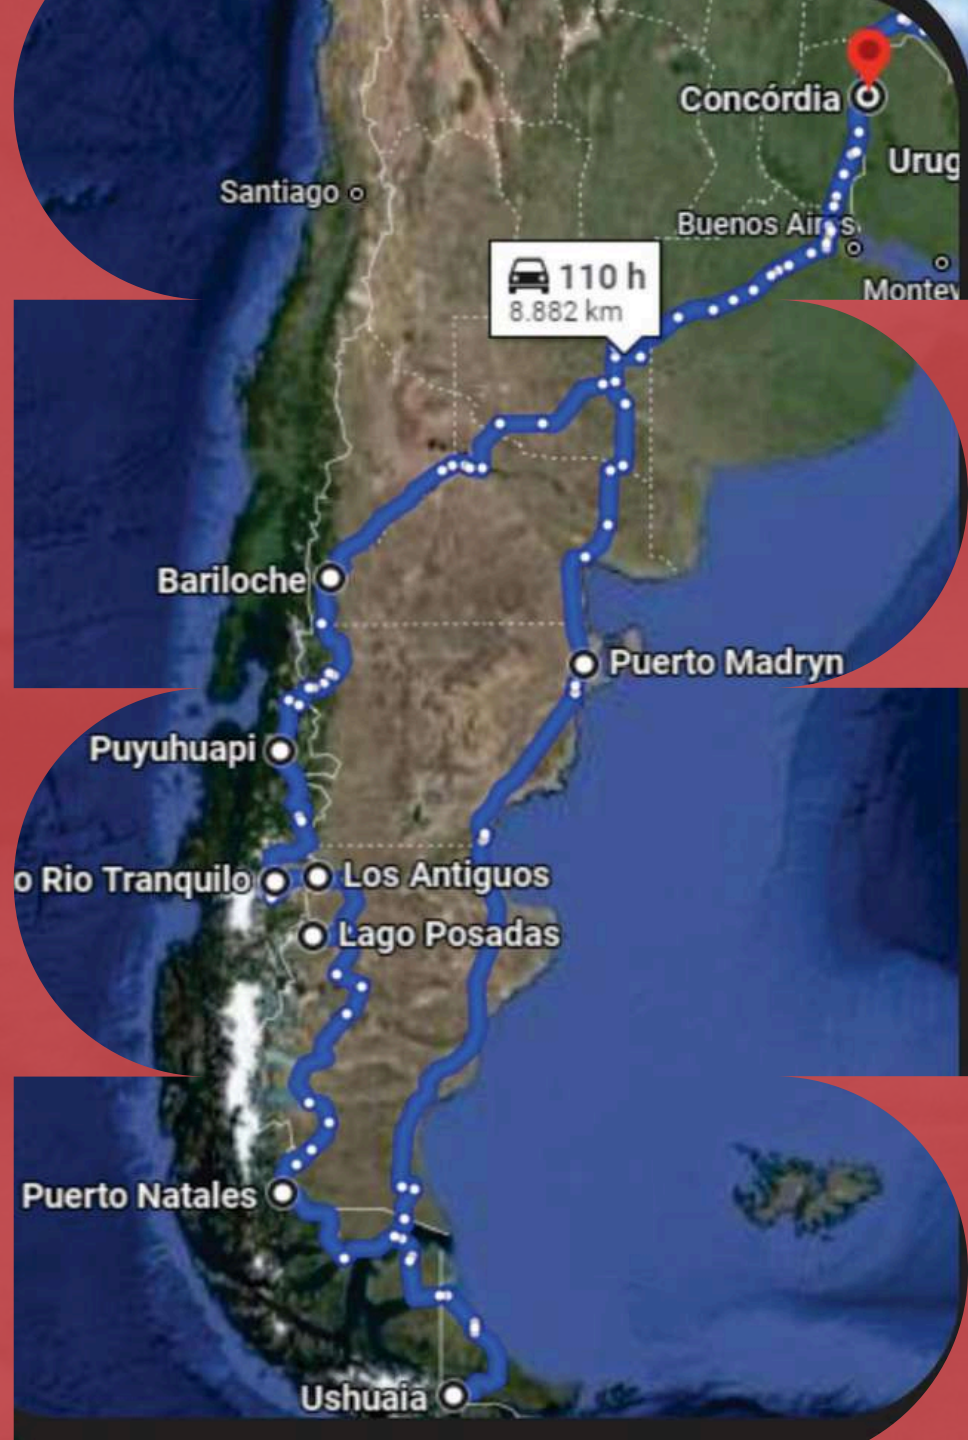 Concórdia
Urug
Santiago
Buenos Aires
Montev
110 h
8.882 km
Bariloche
Puerto Madryn
Puyuhuapi
o Rio Tranquilo
Los Antiguos
Lago Posadas
Puerto Natales
Ushuaia